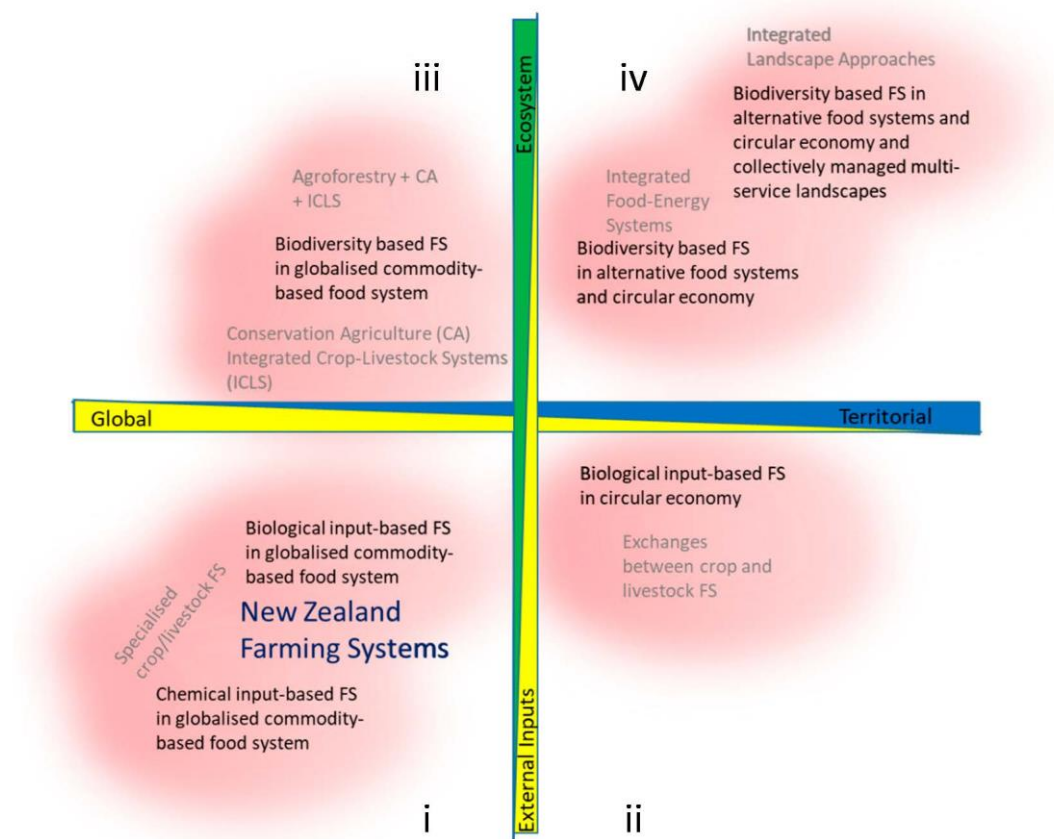 iii
iv
Integrated
Landscape Approaches
Biodiversity based FS in
alternative food systems and
circular economy and
collectively managed multi-
service landscapes
Ecosystem
Agroforestry + CA
+ ICLS
Integrated
Food-Energy
Systems
Biodiversity based FS
in globalised commodity-
based food system
Biodiversity based FS
in alternative food systems
and circular economy
Conservation Agriculture (CA)
Integrated Crop-Livestock Systems
(ICLS)
Global
Territorial
Biological input-based FS
in globalised commodity-
based food system
Biological input-based FS
in circular economy
Specialised
crop/livestock FS
New Zealand
Farming Systems
Exchanges
between crop and
livestock FS
Chemical input-based FS
in globalised commodity-
based food system
External Inputs
i
ii